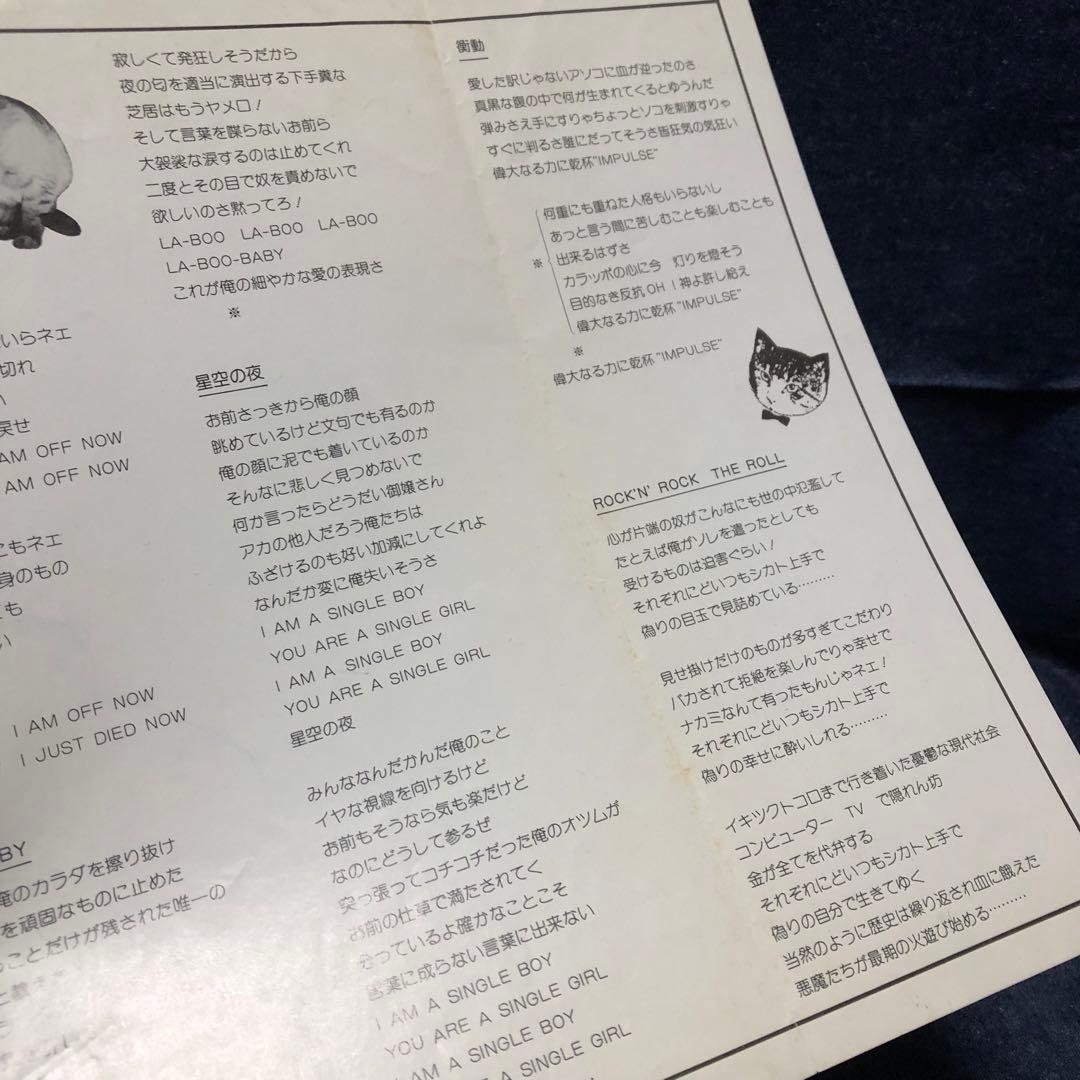 いらネエ
切れ
い
戻せ
AM OFF NOW
AM OFF NOW
こもネエ
身のもの
とも
い
I AM OFF NOW
I JUST DIED NOW
BY
俺のカラダを擦り抜け
を頑固なものに止めた
ことだけが残された唯一の
寂しくて発狂しそうだから
夜の匂を適当に演出する下手糞な
芝居はもうヤメロ!
そして言葉を喋らないお前ら
大袈裟な涙するのは止めてくれ
二度とその目で奴を責めないで
欲しいのさ黙ってろ!
LA-BOO LA-BOO LA-BOO
LA-BOO-BABY
これが俺の細やかな愛の表現さ
※
星空の夜
お前さっきから俺の顔
眺めているけど文句でも有るのか
俺の顔に泥でも着いているのか
そんなに悲しく見つめないで
何か言ったらどうだい御嬢さん
アカの他人だろう俺たちは
ふざけるのも好い加減にしてくれよ
なんだか変に俺失いそうさ
I AM A SINGLE BOY
YOU ARE A SINGLE GIRL
I AM A SINGLE BOY
YOU ARE A SINGLE GIRL
星空の夜
みんななんだかんだ俺のこと
イヤな視線を向けるけど
お前もそうなら気も楽だけど
なのにどうして参るぜ
突っ張ってコチコチだった俺のオツムが
お前の仕草で満たされてく
っているよ確かなことこそ
言葉に成らない言葉に出来ない
I AM A SINGLE BOY
YOU ARE A SINGLE GIRL
I AM A SINGLE BOY
A SINGLE GIRL
衝動
愛した訳じゃないアソコに血が逆ったのさ
真黒な腹の中で何が生まれてくるとゆうんだ
弾みさえ手にすりゃちょっとソコを刺激すりゃ
すぐに判るさ誰にだってそうさ皆狂気の気狂い
偉大なる力に乾杯"IMPULSE"
何重にも重ねた人格もいらないし
あっと言う間に苦しむことも楽しむことも
※ 出来るはずさ
カラッポの心に今 灯りを燈そう
目的なき反抗OH!神よ許し給え
偉大なる力に乾杯"IMPULSE"
※
偉大なる力に乾杯"IMPULSE"
ROCK'N' ROCK THE ROLL
心が片端の奴がこんなにも世の中氾濫して
たとえば俺がソレを遣ったとしても
受けるものは迫害ぐらい!
それぞれにどいつもシカト上手で
偽りの目玉で見詰めている………
見せ掛けだけのものが多すぎてこだわり
バカされて拒絶を楽しんでりゃ幸せで
ナカミなんて有ったもんじゃネエ!
それぞれにどいつもシカト上手で
偽りの幸せに酔いしれる………
イキツクトコロまで行き着いた憂鬱な現代社会
コンピューター TV で隠れん坊
金が全てを代弁する
それぞれにどいつもシカト上手で
偽りの自分で生きてゆく
当然のように歴史は繰り返され血に餓えた
悪魔たちが最期の火遊び始める………